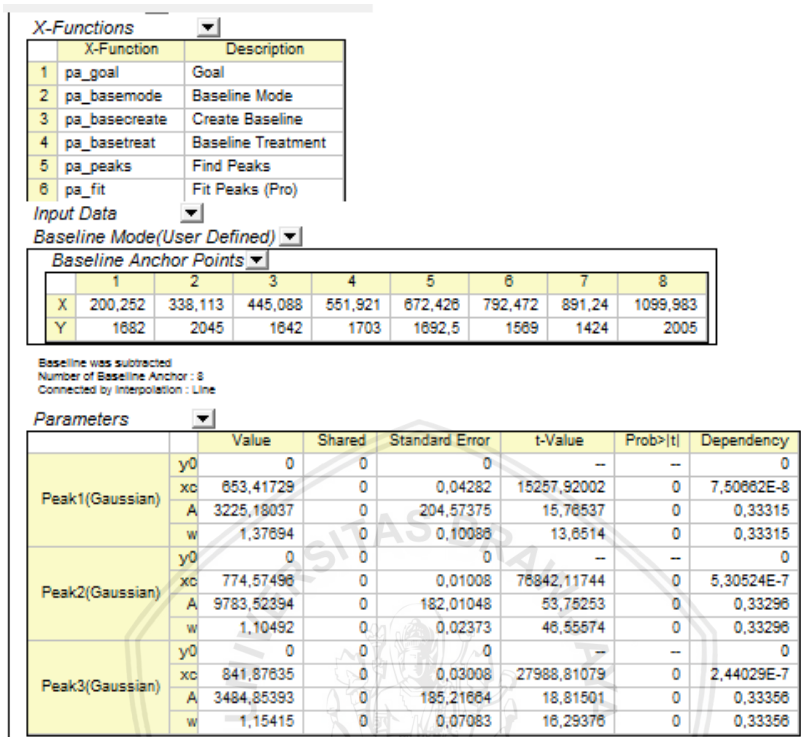 X-Functions
X-Function Description
1 pa_goal Goal
2 pa_basemode Baseline Mode
3 pa_basecreate Create Baseline
4 pa_basetreat Baseline Treatment
5 pa_peaks Find Peaks
6 pa_fit Fit Peaks (Pro)
Input Data
Baseline Mode(User Defined)
Baseline Anchor Points
1 2 3 4 5 6 7 8
X 200,252 338,113 445,088 551,921 672,426 792,472 891,24 1099,983
Y 1682 2045 1642 1703 1692,5 1569 1424 2005
Baseline was subtracted
Number of Baseline Anchor : 8
Connected by Interpolation : Line
Parameters
Value Shared Standard Error t-Value Prob>|t| Dependency
Peak1(Gaussian)
y0 0 0 0 -- -- 0
xc 653,41729 0 0,04282 15257,92002 0 7,50662E-8
A 3225,18037 0 204,57375 15,76537 0 0,33315
w 1,37694 0 0,10086 13,6514 0 0,33315
Peak2(Gaussian)
y0 0 0 0 -- -- 0
xc 774,57496 0 0,01008 76842,11744 0 5,30524E-7
A 9783,52394 0 182,01048 53,75253 0 0,33296
w 1,10492 0 0,02373 46,55574 0 0,33296
Peak3(Gaussian)
y0 0 0 0 -- -- 0
xc 841,87635 0 0,03008 27988,81079 0 2,44029E-7
A 3484,85393 0 185,21664 18,81501 0 0,33356
w 1,15415 0 0,07083 16,29376 0 0,33356